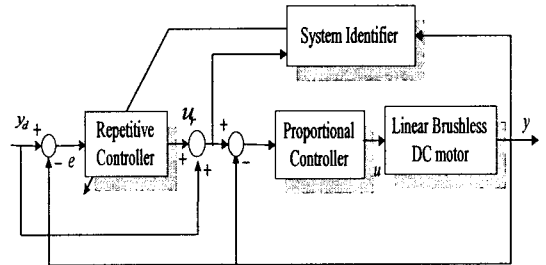 System Identifier
y_d + - e
Repetitive
Controller
u_r + +
+ -
Proportional
Controller
u
Linear Brushless
DC motor
y